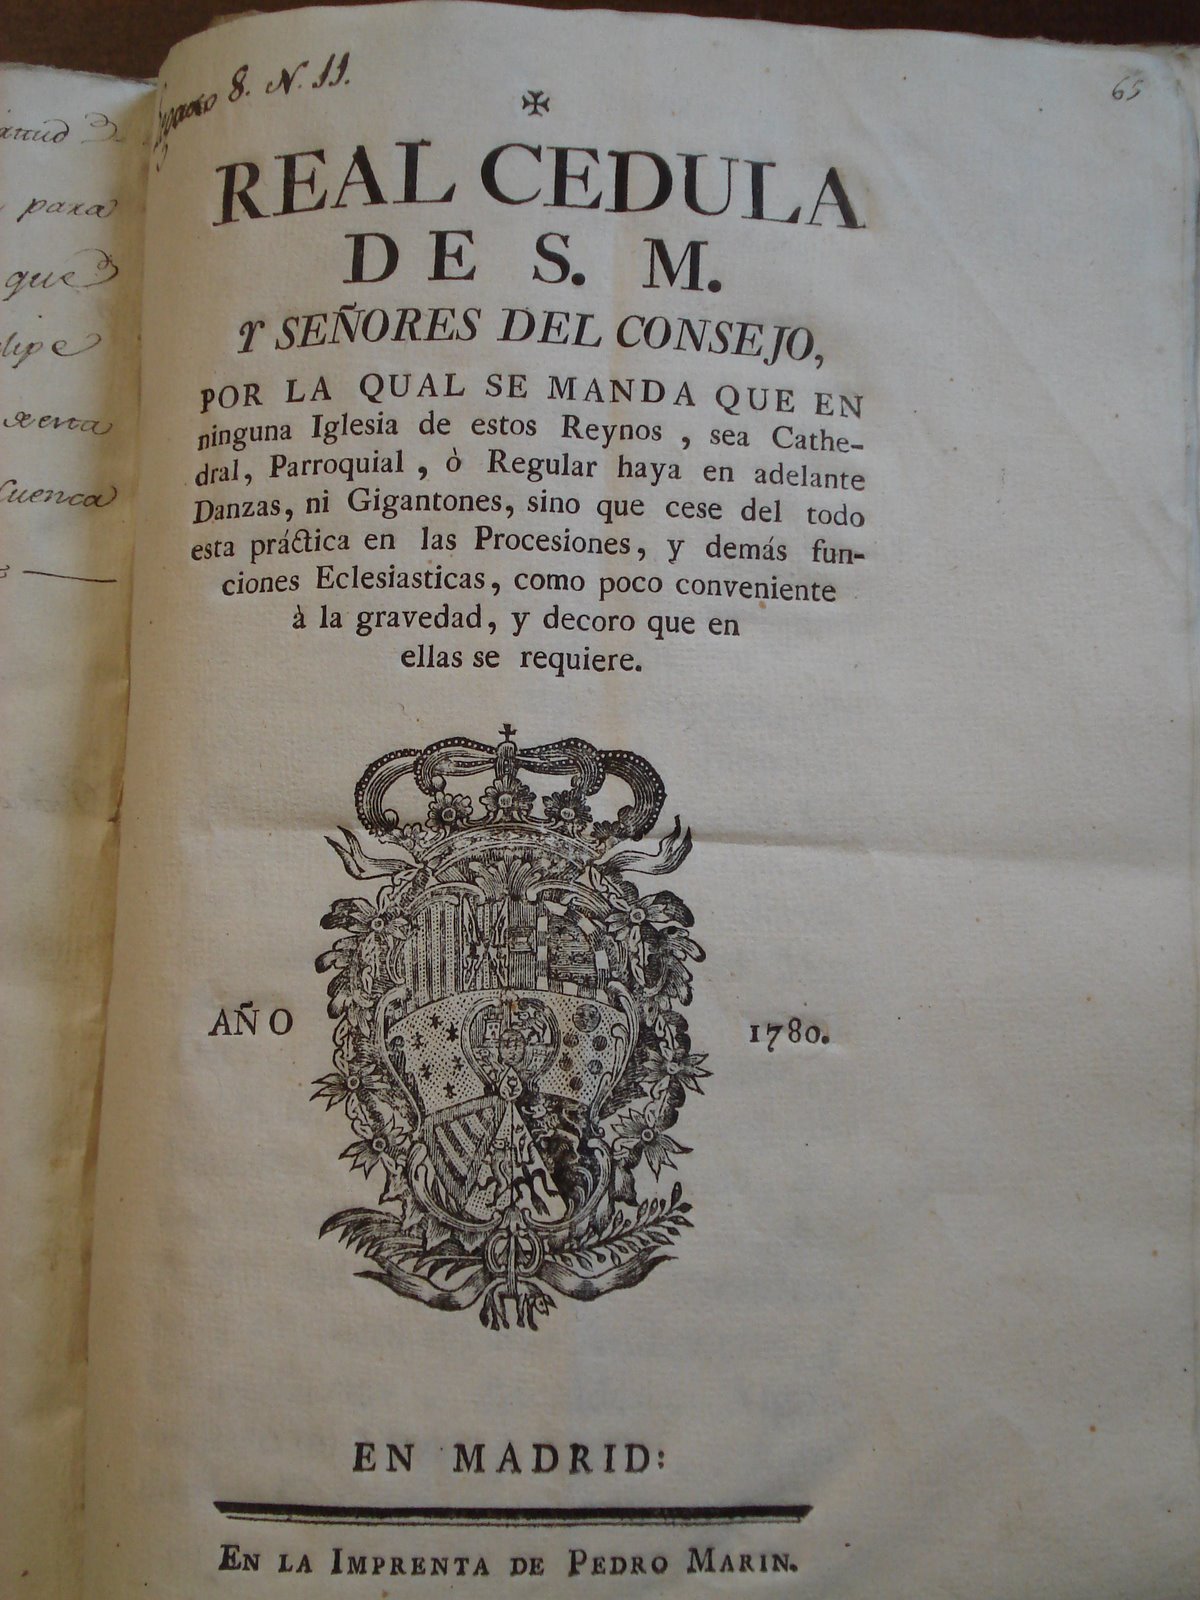 Legaxo 8. N. 11.
65
✠
REAL CEDULA
DE S. M.
Y SEÑORES DEL CONSEJO,
POR LA QUAL SE MANDA QUE EN
ninguna Iglesia de estos Reynos, sea Cathe-
dral, Parroquial, ò Regular haya en adelante
Danzas, ni Gigantones, sino que cese del todo
esta práctica en las Procesiones, y demás fun-
ciones Eclesiasticas, como poco conveniente
à la gravedad, y decoro que en
ellas se requiere.
AÑO 1780.
EN MADRID:
EN LA IMPRENTA DE PEDRO MARIN.
para
que
Cuenca